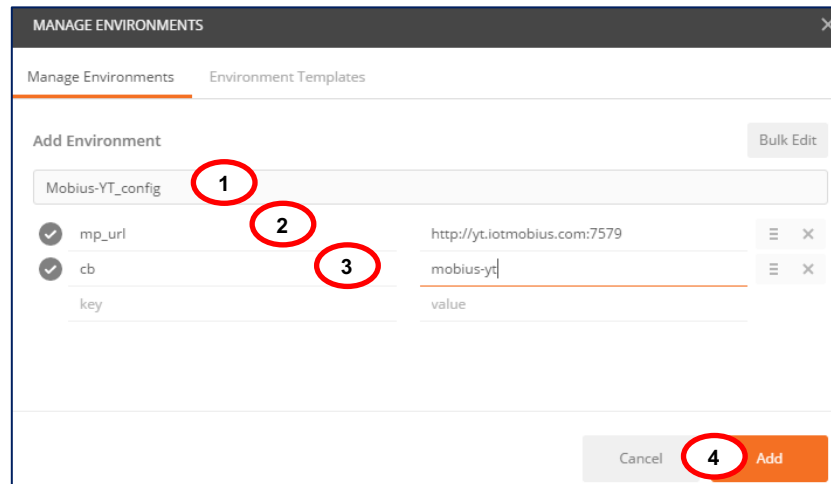 MANAGE ENVIRONMENTS
Manage Environments Environment Templates
Add Environment Bulk Edit
Mobius-YT_config 1
mp_url 2 http://yt.iotmobius.com:7579
cb 3 mobius-yt
key value
Cancel 4 Add